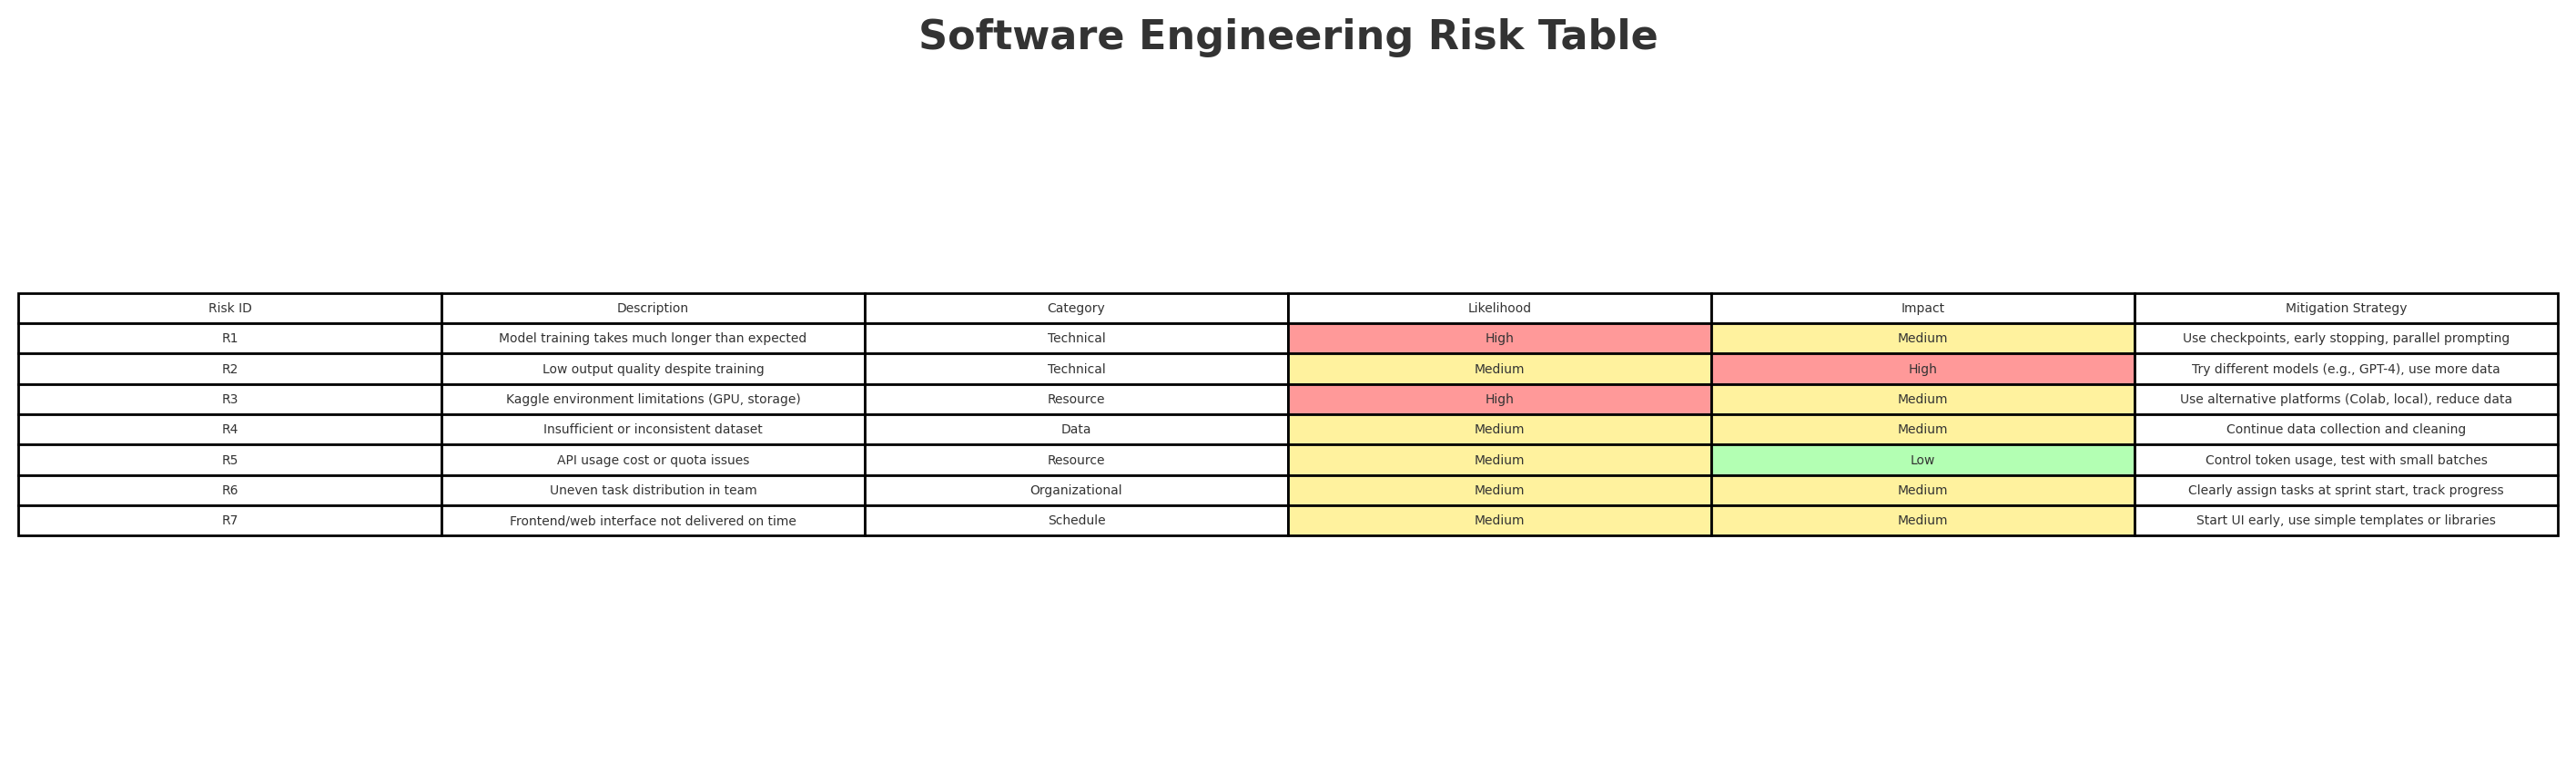 Software Engineering Risk Table
Risk ID Description Category Likelihood Impact Mitigation Strategy
R1 Model training takes much longer than expected Technical High Medium Use checkpoints, early stopping, parallel prompting
R2 Low output quality despite training Technical Medium High Try different models (e.g., GPT-4), use more data
R3 Kaggle environment limitations (GPU, storage) Resource High Medium Use alternative platforms (Colab, local), reduce data
R4 Insufficient or inconsistent dataset Data Medium Medium Continue data collection and cleaning
R5 API usage cost or quota issues Resource Medium Low Control token usage, test with small batches
R6 Uneven task distribution in team Organizational Medium Medium Clearly assign tasks at sprint start, track progress
R7 Frontend/web interface not delivered on time Schedule Medium Medium Start UI early, use simple templates or libraries